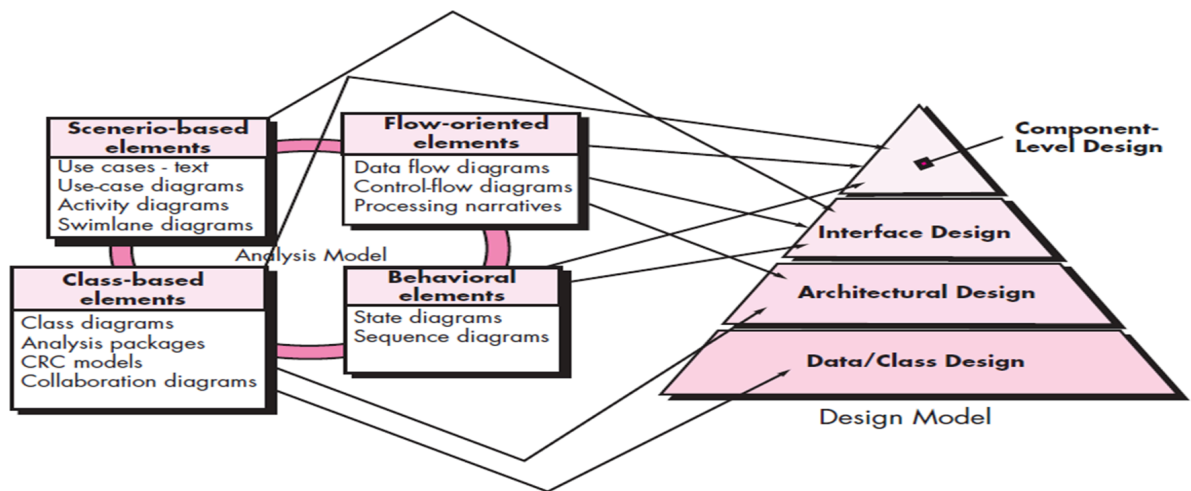 Scenerio-based
elements
Use cases - text
Use-case diagrams
Activity diagrams
Swimlane diagrams
Flow-oriented
elements
Data flow diagrams
Control-flow diagrams
Processing narratives
Analysis Model
Class-based
elements
Class diagrams
Analysis packages
CRC models
Collaboration diagrams
Behavioral
elements
State diagrams
Sequence diagrams
Component-
Level Design
Interface Design
Architectural Design
Data/Class Design
Design Model